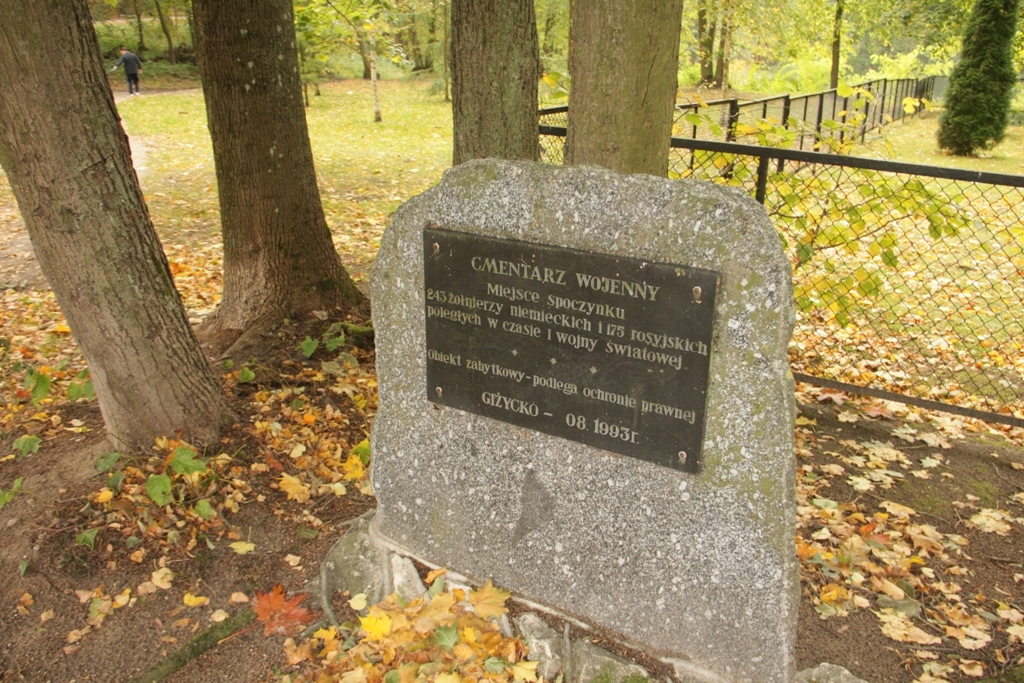 CMENTARZ WOJENNY
Miejsce spoczynku
243 żołnierzy niemieckich i 175 rosyjskich
poległych w czasie I wojny światowej
Obiekt zabytkowy-podlega ochronie prawnej
GIŻYCKO - 08.1993r.